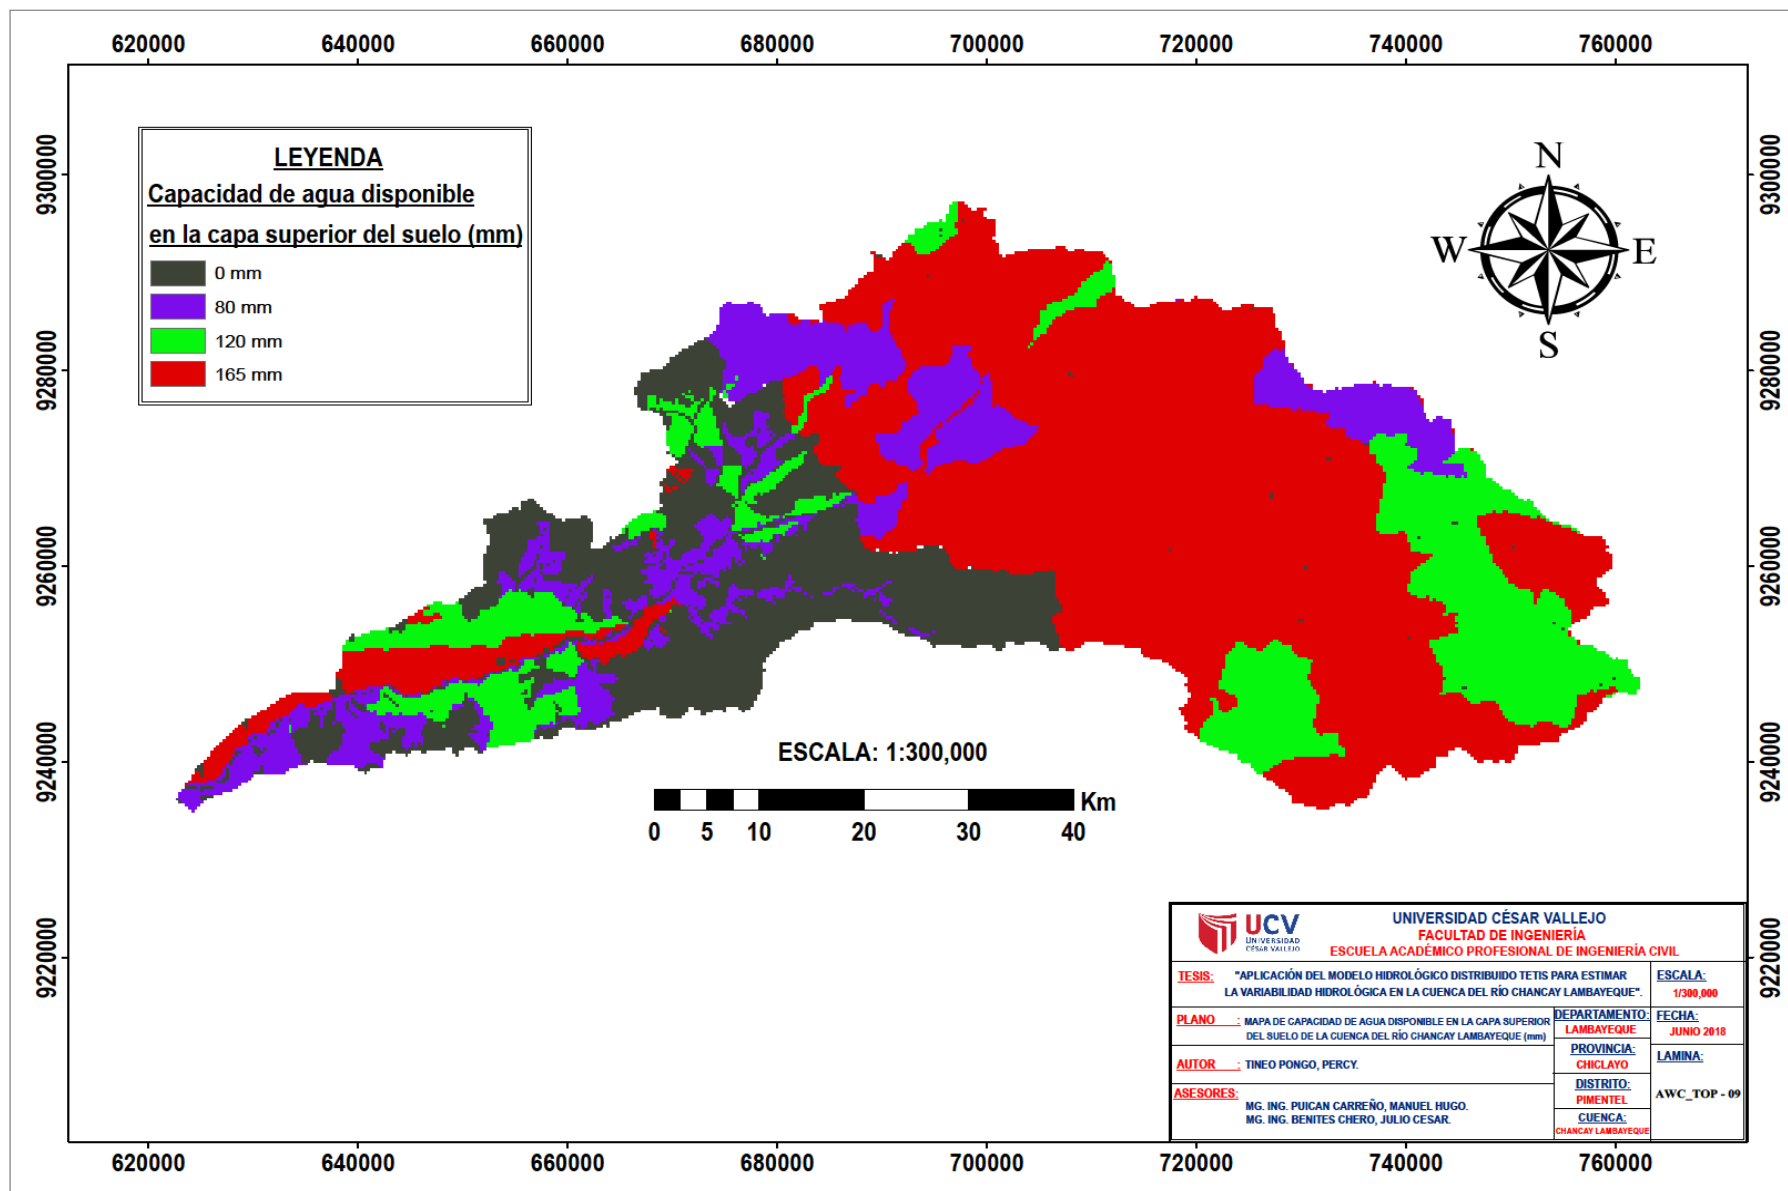 620000 640000 660000 680000 700000 720000 740000 760000
9300000
9280000
9260000
9240000
9220000
LEYENDA
Capacidad de agua disponible
en la capa superior del suelo (mm)
0 mm
80 mm
120 mm
165 mm
N
W E
S
9300000
9280000
9260000
9240000
9220000
ESCALA: 1:300,000
Km
0 5 10 20 30 40
UCV
UNIVERSIDAD
CÉSAR VALLEJO
UNIVERSIDAD CÉSAR VALLEJO
FACULTAD DE INGENIERÍA
ESCUELA ACADÉMICO PROFESIONAL DE INGENIERÍA CIVIL
TESIS: "APLICACIÓN DEL MODELO HIDROLÓGICO DISTRIBUIDO TETIS PARA ESTIMAR
LA VARIABILIDAD HIDROLÓGICA EN LA CUENCA DEL RÍO CHANCAY LAMBAYEQUE".
ESCALA:
1/300,000
PLANO : MAPA DE CAPACIDAD DE AGUA DISPONIBLE EN LA CAPA SUPERIOR
DEL SUELO DE LA CUENCA DEL RÍO CHANCAY LAMBAYEQUE (mm)
DEPARTAMENTO:
LAMBAYEQUE
FECHA:
JUNIO 2018
AUTOR : TINEO PONGO, PERCY.
PROVINCIA:
CHICLAYO
LAMINA:
AWC_TOP - 09
ASESORES:
MG. ING. PUICAN CARREÑO, MANUEL HUGO.
MG. ING. BENITES CHERO, JULIO CESAR.
DISTRITO:
PIMENTEL
CUENCA:
CHANCAY LAMBAYEQUE
620000 640000 660000 680000 700000 720000 740000 760000